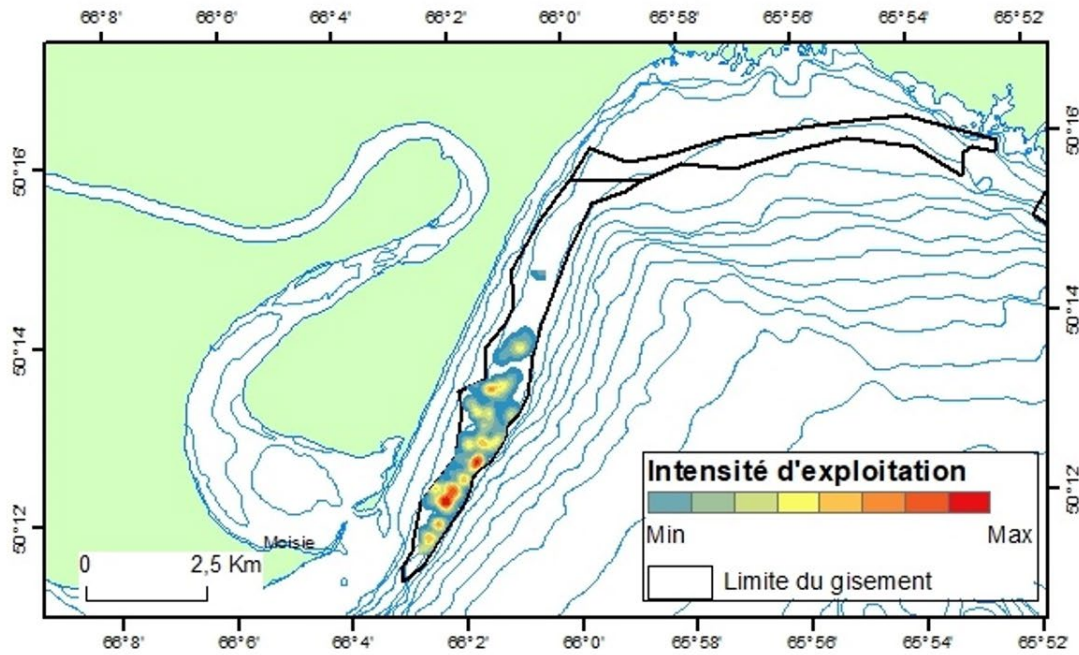 66°8' 66°6' 66°4' 66°2' 66°0' 65°58' 65°56' 65°54' 65°52'
50°16' 50°16'
50°14' 50°14'
50°12' 50°12'
Moisie
0 2,5 Km
Intensité d'exploitation
Min Max
Limite du gisement
66°8' 66°6' 66°4' 66°2' 66°0' 65°58' 65°56' 65°54' 65°52'